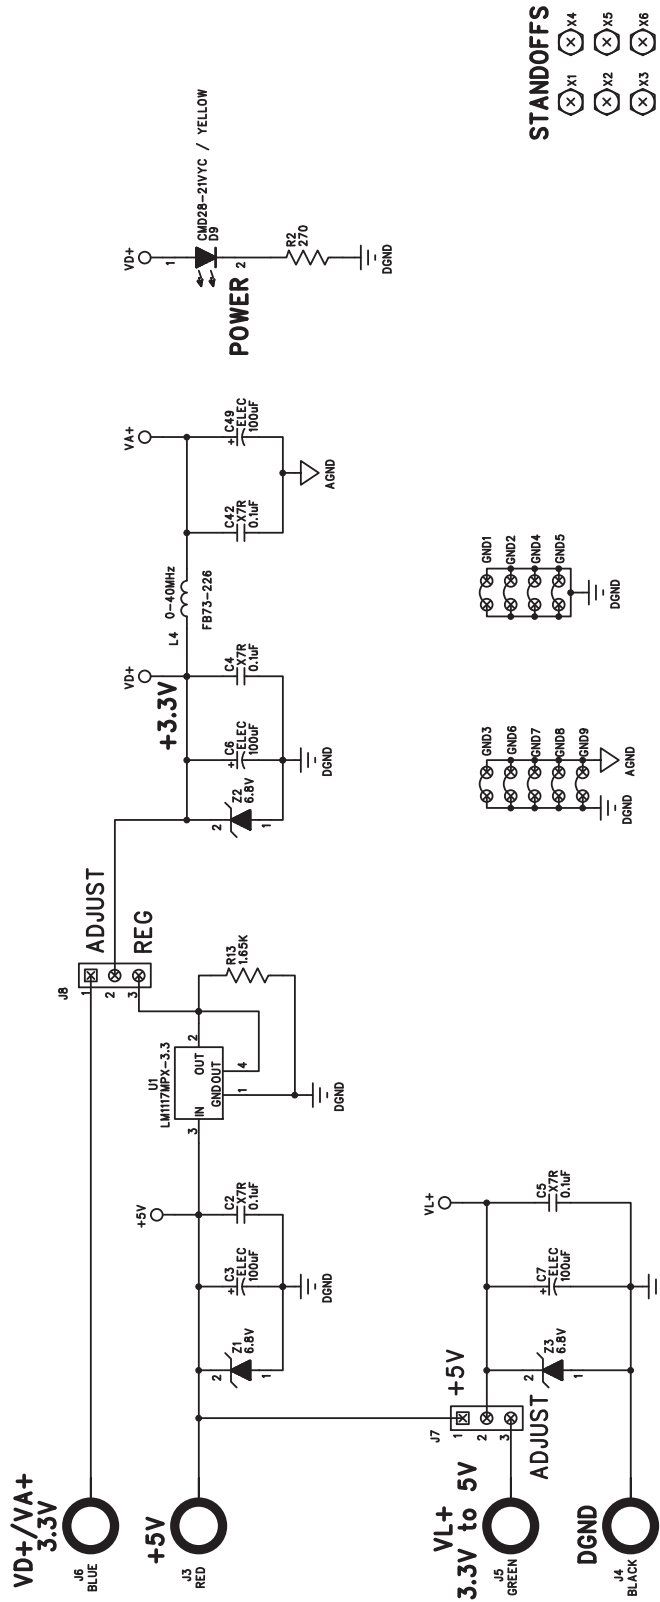 STANDOFFS
X1
X4
X2
X5
X3
X6
VD+
1
CMD28-21VYC / YELLOW
D9
2
POWER
R2
270
DGND
VA+
C49
ELEC
100uF
+
C42
X7R
0.1uF
AGND
L4
0-40MHz
FB73-226
VD+
+3.3V
C4
X7R
0.1uF
C6
ELEC
100uF
+
DGND
Z2
6.8V
2
1
GND1
GND2
GND4
GND5
DGND
GND3
GND6
GND7
GND8
GND9
AGND
DGND
ADJUST
REG
J8
1
2
3
R13
1.65K
U1
LM1117MPX-3.3
IN
OUT
GND
OUT
3
2
1
4
DGND
+5V
C2
X7R
0.1uF
C3
ELEC
100uF
+
DGND
Z1
6.8V
2
1
VL+
C5
X7R
0.1uF
C7
ELEC
100uF
+
Z3
6.8V
2
1
J7
+5V
1
2
3
ADJUST
VD+/VA+
3.3V
J6
BLUE
+5V
J3
RED
VL+
3.3V to 5V
J5
GREEN
DGND
J4
BLACK